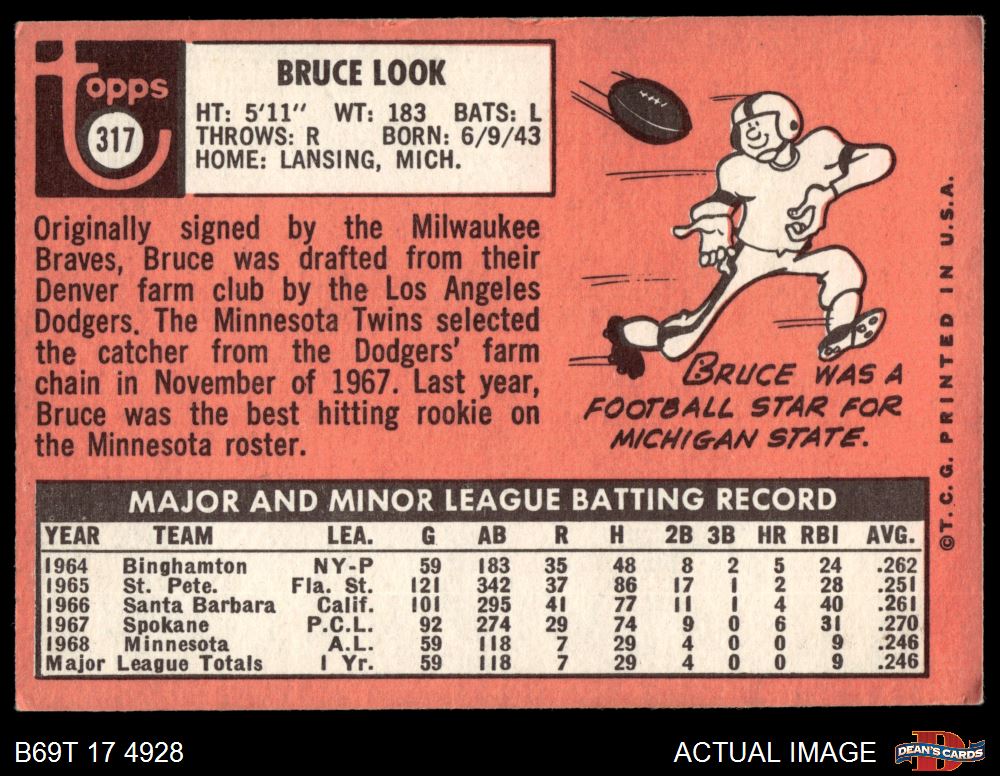 topps
317
BRUCE LOOK
HT: 5'11" WT: 183 BATS: L
THROWS: R BORN: 6/9/43
HOME: LANSING, MICH.
Originally signed by the Milwaukee
Braves, Bruce was drafted from their
Denver farm club by the Los Angeles
Dodgers. The Minnesota Twins selected
the catcher from the Dodgers' farm
chain in November of 1967. Last year,
Bruce was the best hitting rookie on
the Minnesota roster.
BRUCE WAS A
FOOTBALL STAR FOR
MICHIGAN STATE.
©T. C. G. PRINTED IN U.S.A.
MAJOR AND MINOR LEAGUE BATTING RECORD
YEAR TEAM LEA. G AB R H 2B 3B HR RBI AVG.
1964 Binghamton NY-P 59 183 35 48 8 2 5 24 .262
1965 St. Pete. Fla. St. 121 342 37 86 17 1 2 28 .251
1966 Santa Barbara Calif. 101 295 41 77 11 1 4 40 .261
1967 Spokane P.C.L. 92 274 29 74 9 0 6 31 .270
1968 Minnesota A.L. 59 118 7 29 4 0 0 9 .246
Major League Totals 1 Yr. 59 118 7 29 4 0 0 9 .246
B69T 17 4928
ACTUAL IMAGE
DEAN'S CARDS